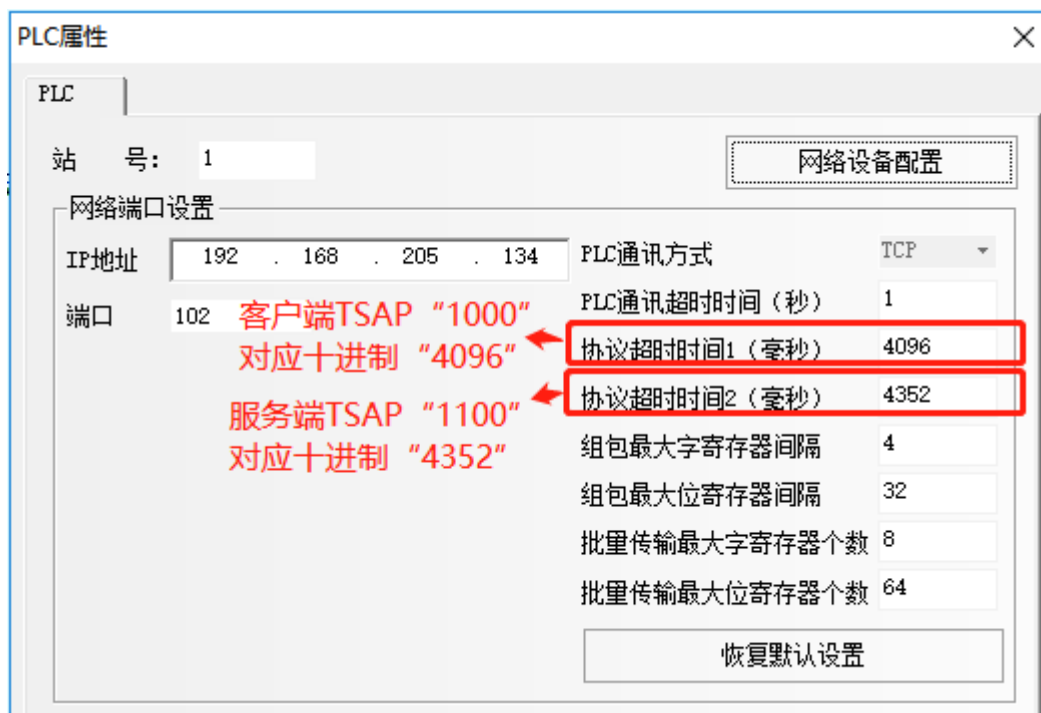 PLC属性
PLC
站 号: 1
网络设备配置
网络端口设置
IP地址 192 . 168 . 205 . 134
端口 102
客户端TSAP“1000”
对应十进制“4096”
服务端TSAP“1100”
对应十进制“4352”
PLC通讯方式 TCP
PLC通讯超时时间(秒) 1
协议超时时间1(毫秒) 4096
协议超时时间2(毫秒) 4352
组包最大字寄存器间隔 4
组包最大位寄存器间隔 32
批量传输最大字寄存器个数 8
批量传输最大位寄存器个数 64
恢复默认设置